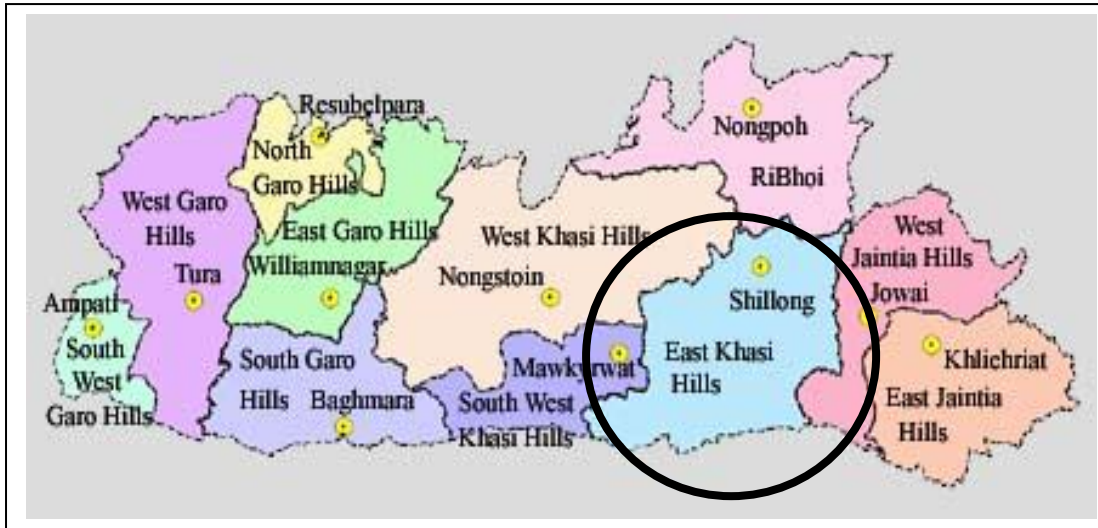 Resubelpara
North
Garo Hills
West Garo
Hills
Tura
East Garo Hills
Williamnagar
Ampati
South
West
Garo Hills
South Garo
Hills
Baghmara
West Khasi Hills
Nongstoin
Mawkyrwat
South West
Khasi Hills
Nongpoh
RiBhoi
Shillong
East Khasi
Hills
West
Jaintia Hills
Jowai
Khliehriat
East Jaintia
Hills